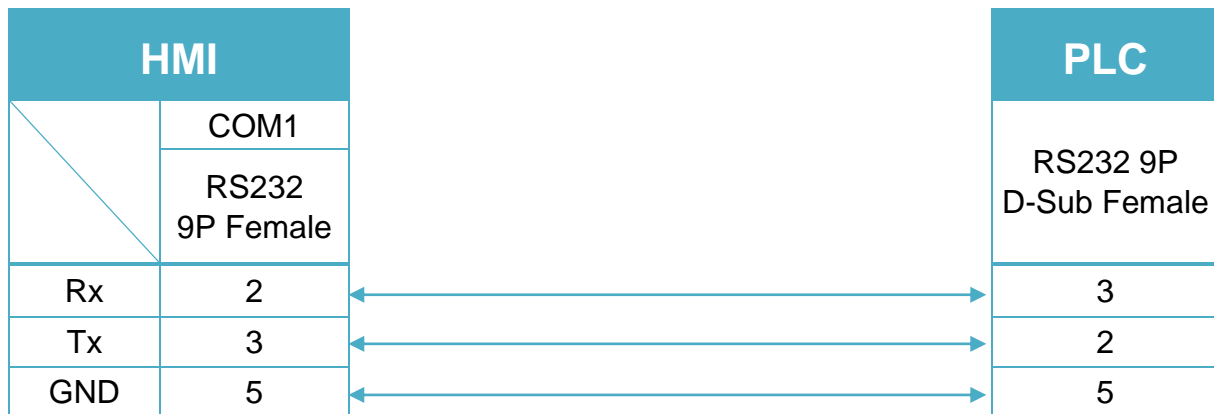 HMI
PLC
COM1
RS232
9P Female
RS232 9P
D-Sub Female
Rx 2 3
Tx 3 2
GND 5 5